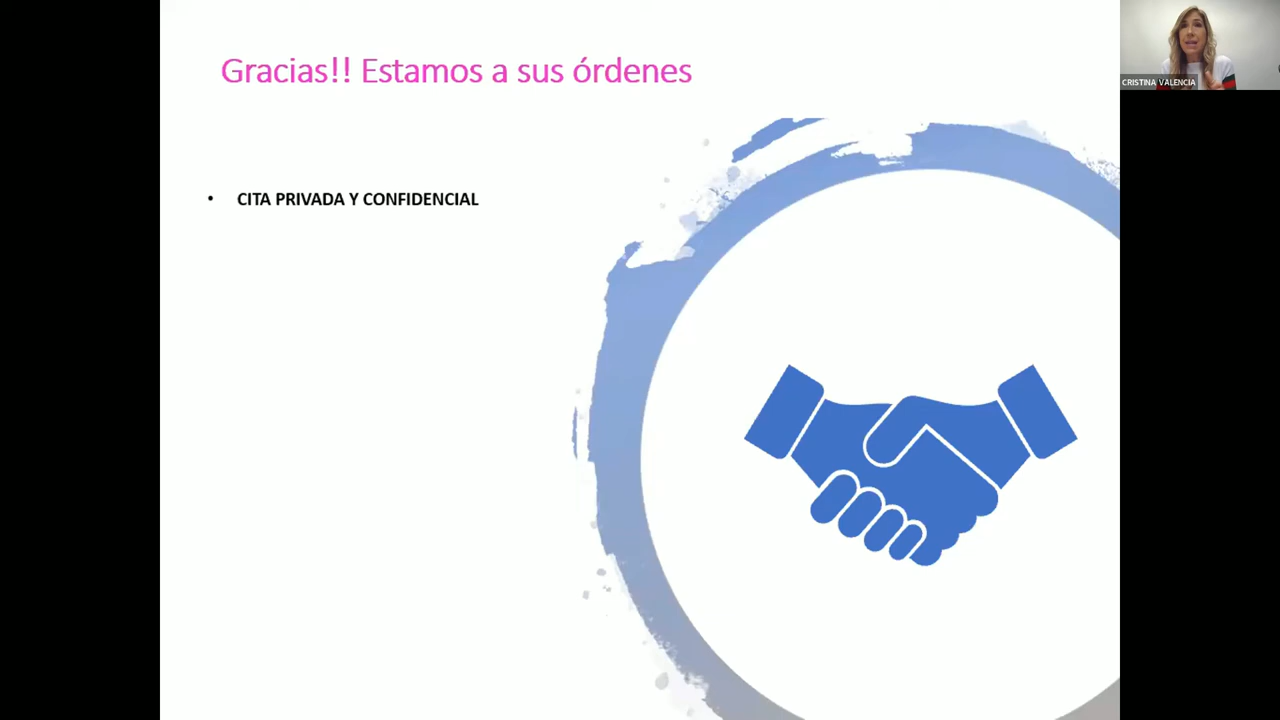 Gracias!! Estamos a sus órdenes
CRISTINA VALENCIA
• CITA PRIVADA Y CONFIDENCIAL